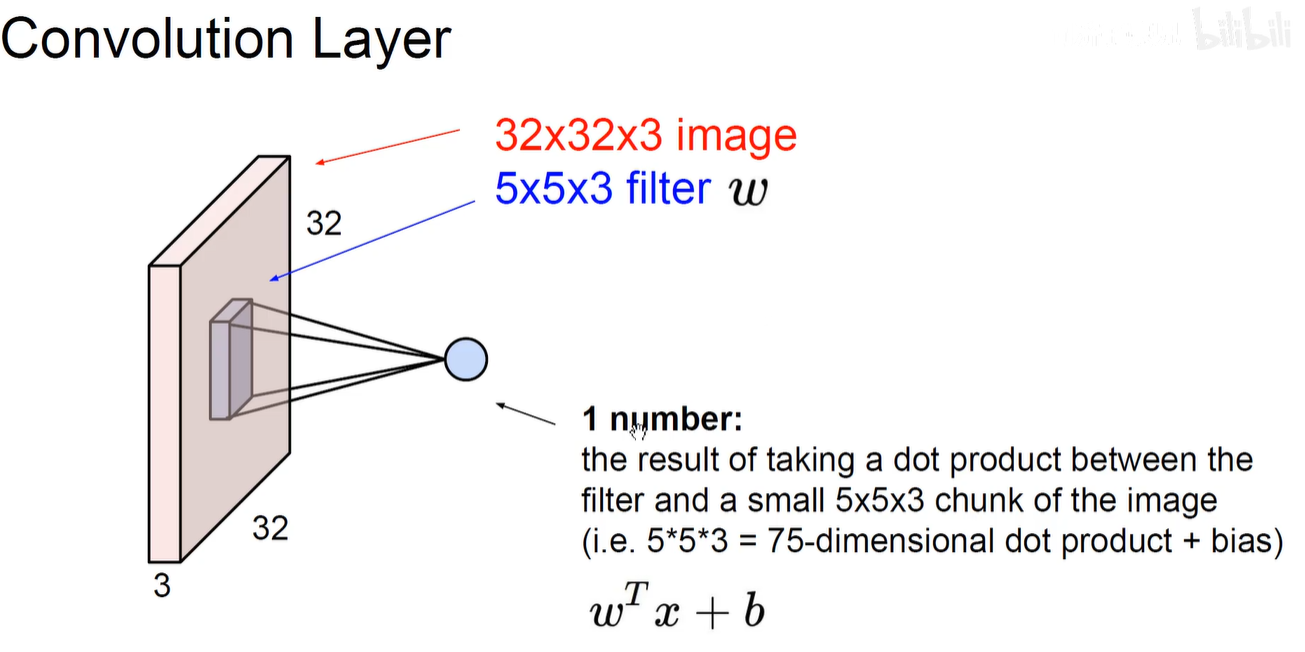 Convolution Layer
bilibili
32x32x3 image
5x5x3 filter w
32
1 number:
the result of taking a dot product between the
filter and a small 5x5x3 chunk of the image
(i.e. 5*5*3 = 75-dimensional dot product + bias)
32
3
w^T x + b